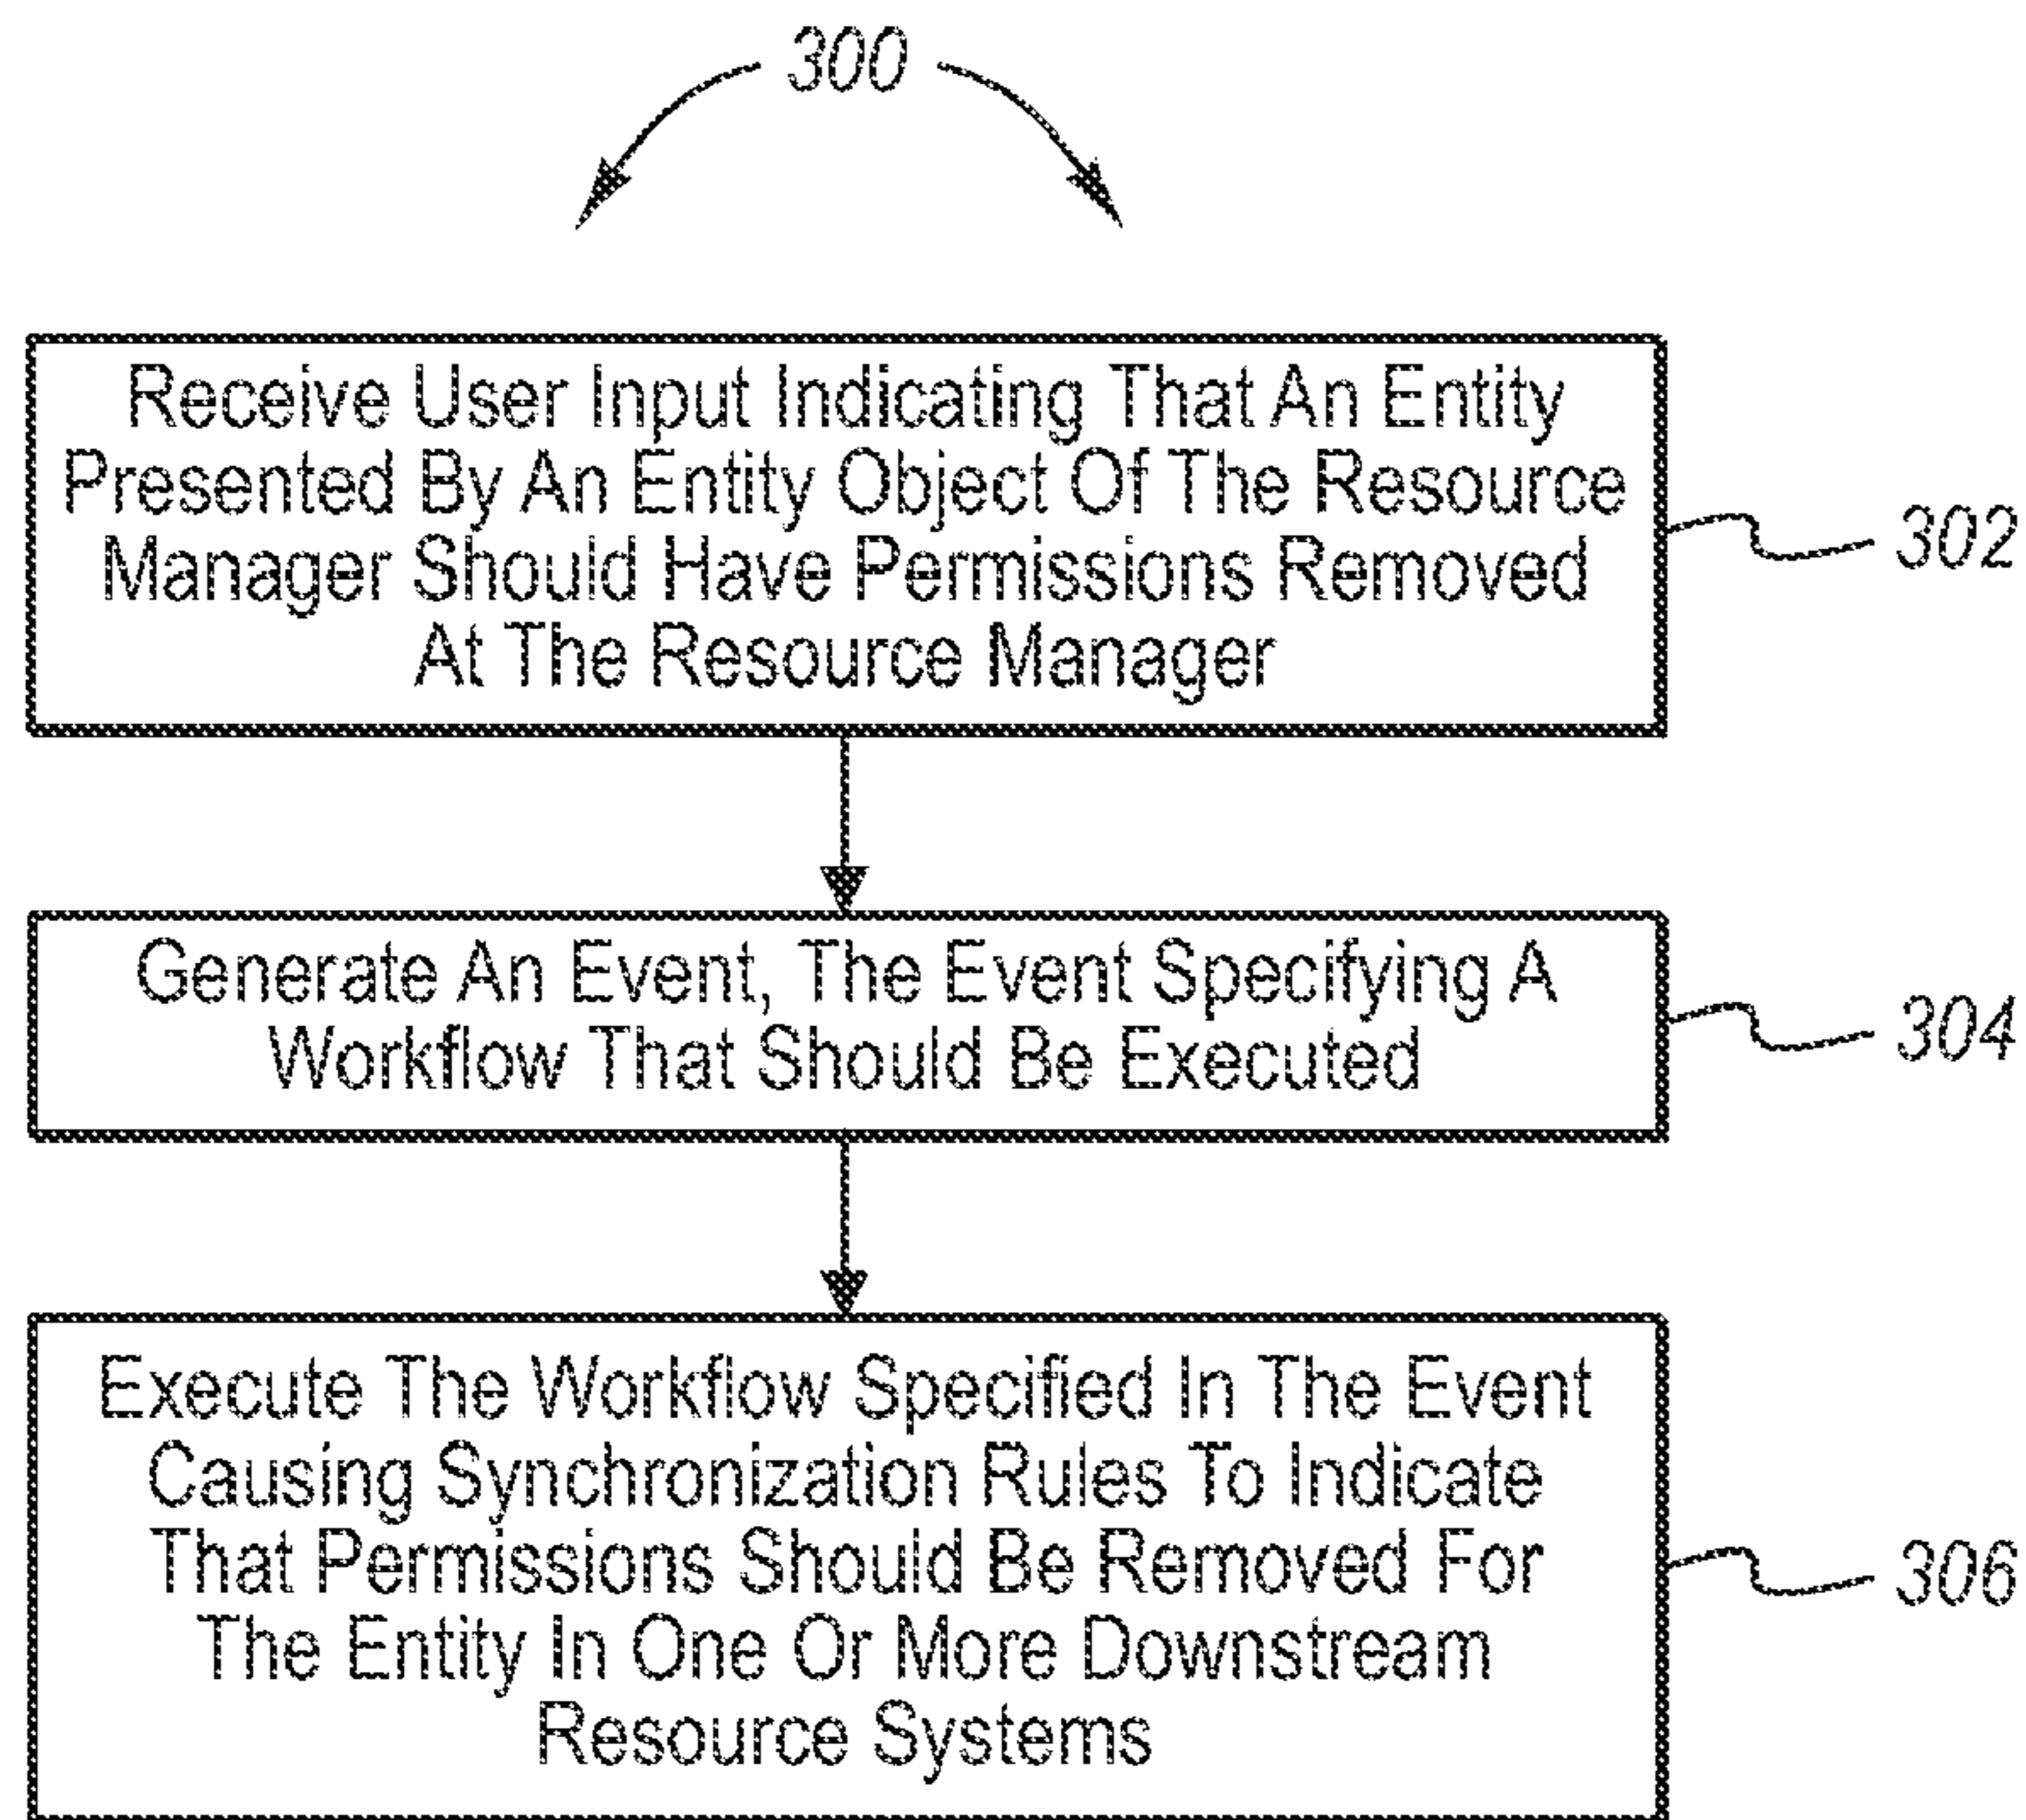 300
Receive User Input Indicating That An Entity
Presented By An Entity Object Of The Resource
Manager Should Have Permissions Removed
At The Resource Manager
302
Generate An Event, The Event Specifying A
Workflow That Should Be Executed
304
Execute The Workflow Specified In The Event
Causing Synchronization Rules To Indicate
That Permissions Should Be Removed For
The Entity In One Or More Downstream
Resource Systems
306